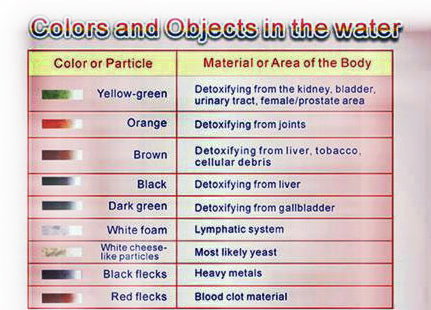 Colors and Objects in the water
Color or Particle Material or Area of the Body
Yellow-green Detoxifying from the kidney, bladder,
urinary tract, female/prostate area
Orange Detoxifying from joints
Brown Detoxifying from liver, tobacco,
cellular debris
Black Detoxifying from liver
Dark green Detoxifying from gallbladder
White foam Lymphatic system
White cheese-
like particles Most likely yeast
Black flecks Heavy metals
Red flecks Blood clot material